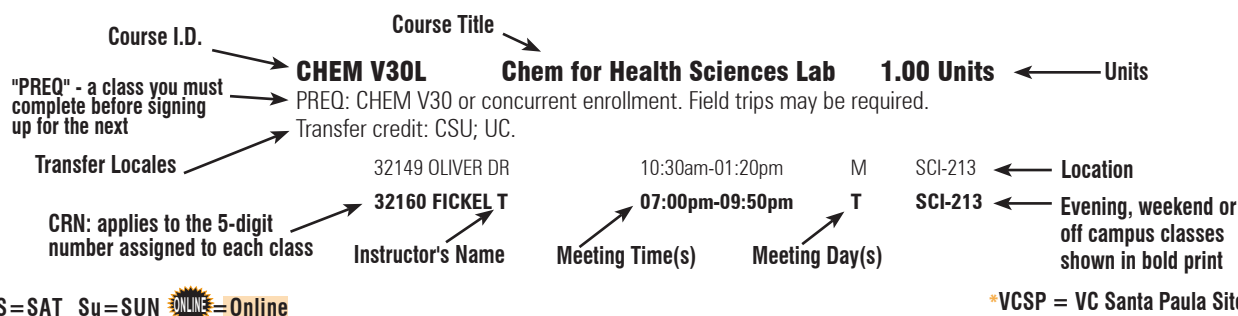 Course I.D.
Course Title
CHEM V30L Chem for Health Sciences Lab 1.00 Units
Units
"PREQ" - a class you must
complete before signing
up for the next
PREQ: CHEM V30 or concurrent enrollment. Field trips may be required.
Transfer credit: CSU; UC.
Transfer Locales
32149 OLIVER DR 10:30am-01:20pm M SCI-213
Location
32160 FICKEL T 07:00pm-09:50pm T SCI-213
Evening, weekend or
off campus classes
shown in bold print
CRN: applies to the 5-digit
number assigned to each class
Instructor's Name
Meeting Time(s)
Meeting Day(s)
S=SAT Su=SUN ONLINE=Online
*VCSP = VC Santa Paula Site